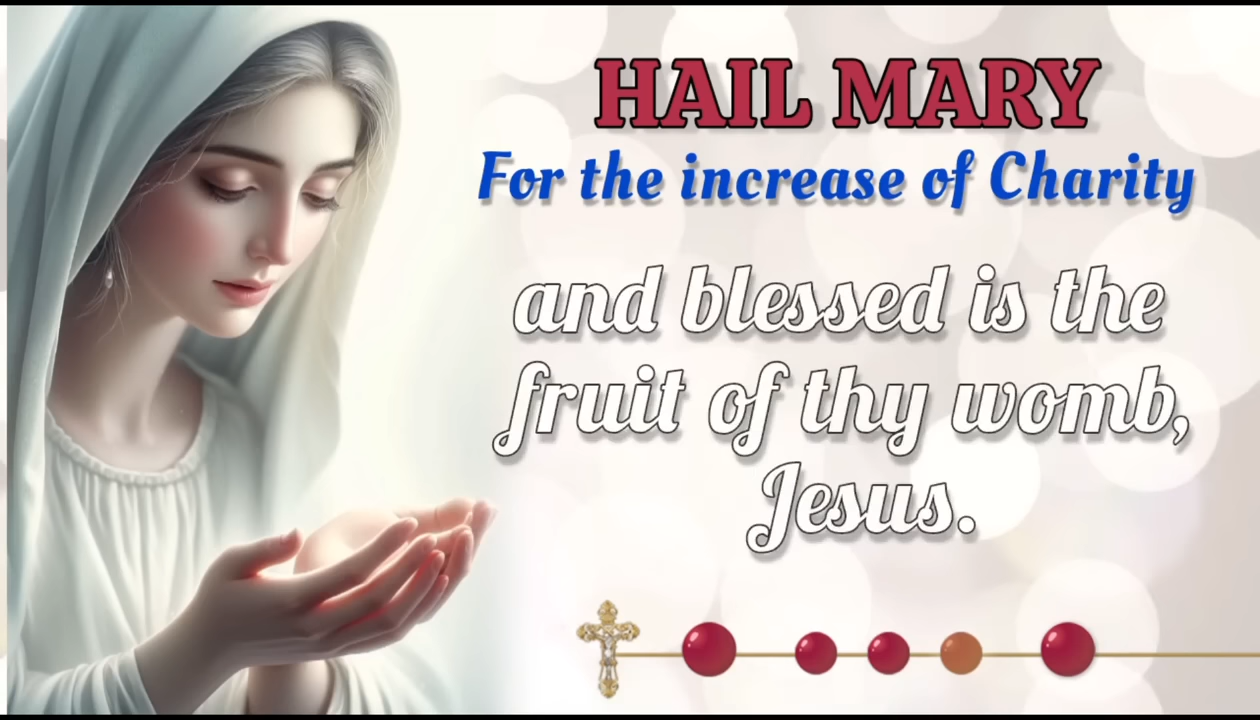 HAIL MARY
For the increase of Charity
and blessed is the
fruit of thy womb,
Jesus.